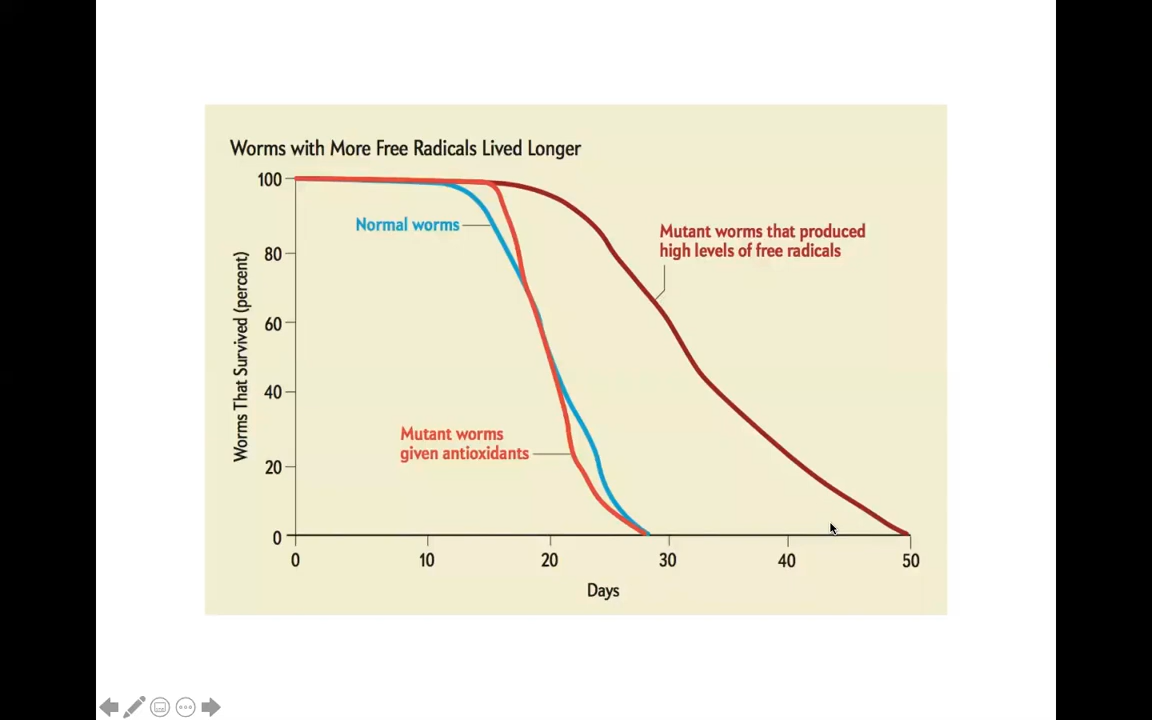 Worms with More Free Radicals Lived Longer
100
80
60
40
20
0
Worms That Survived (percent)
Normal worms
Mutant worms that produced
high levels of free radicals
Mutant worms
given antioxidants
0 10 20 30 40 50
Days